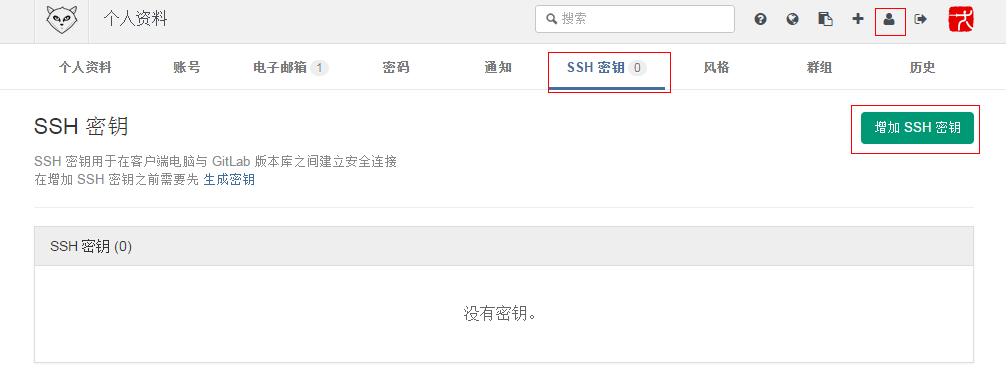 个人资料
搜索
个人资料
账号
电子邮箱 1
密码
通知
SSH 密钥 0
风格
群组
历史
SSH 密钥
增加 SSH 密钥
SSH 密钥用于在客户端电脑与 GitLab 版本库之间建立安全连接
在增加 SSH 密钥之前需要先 生成密钥
SSH 密钥 (0)
没有密钥。